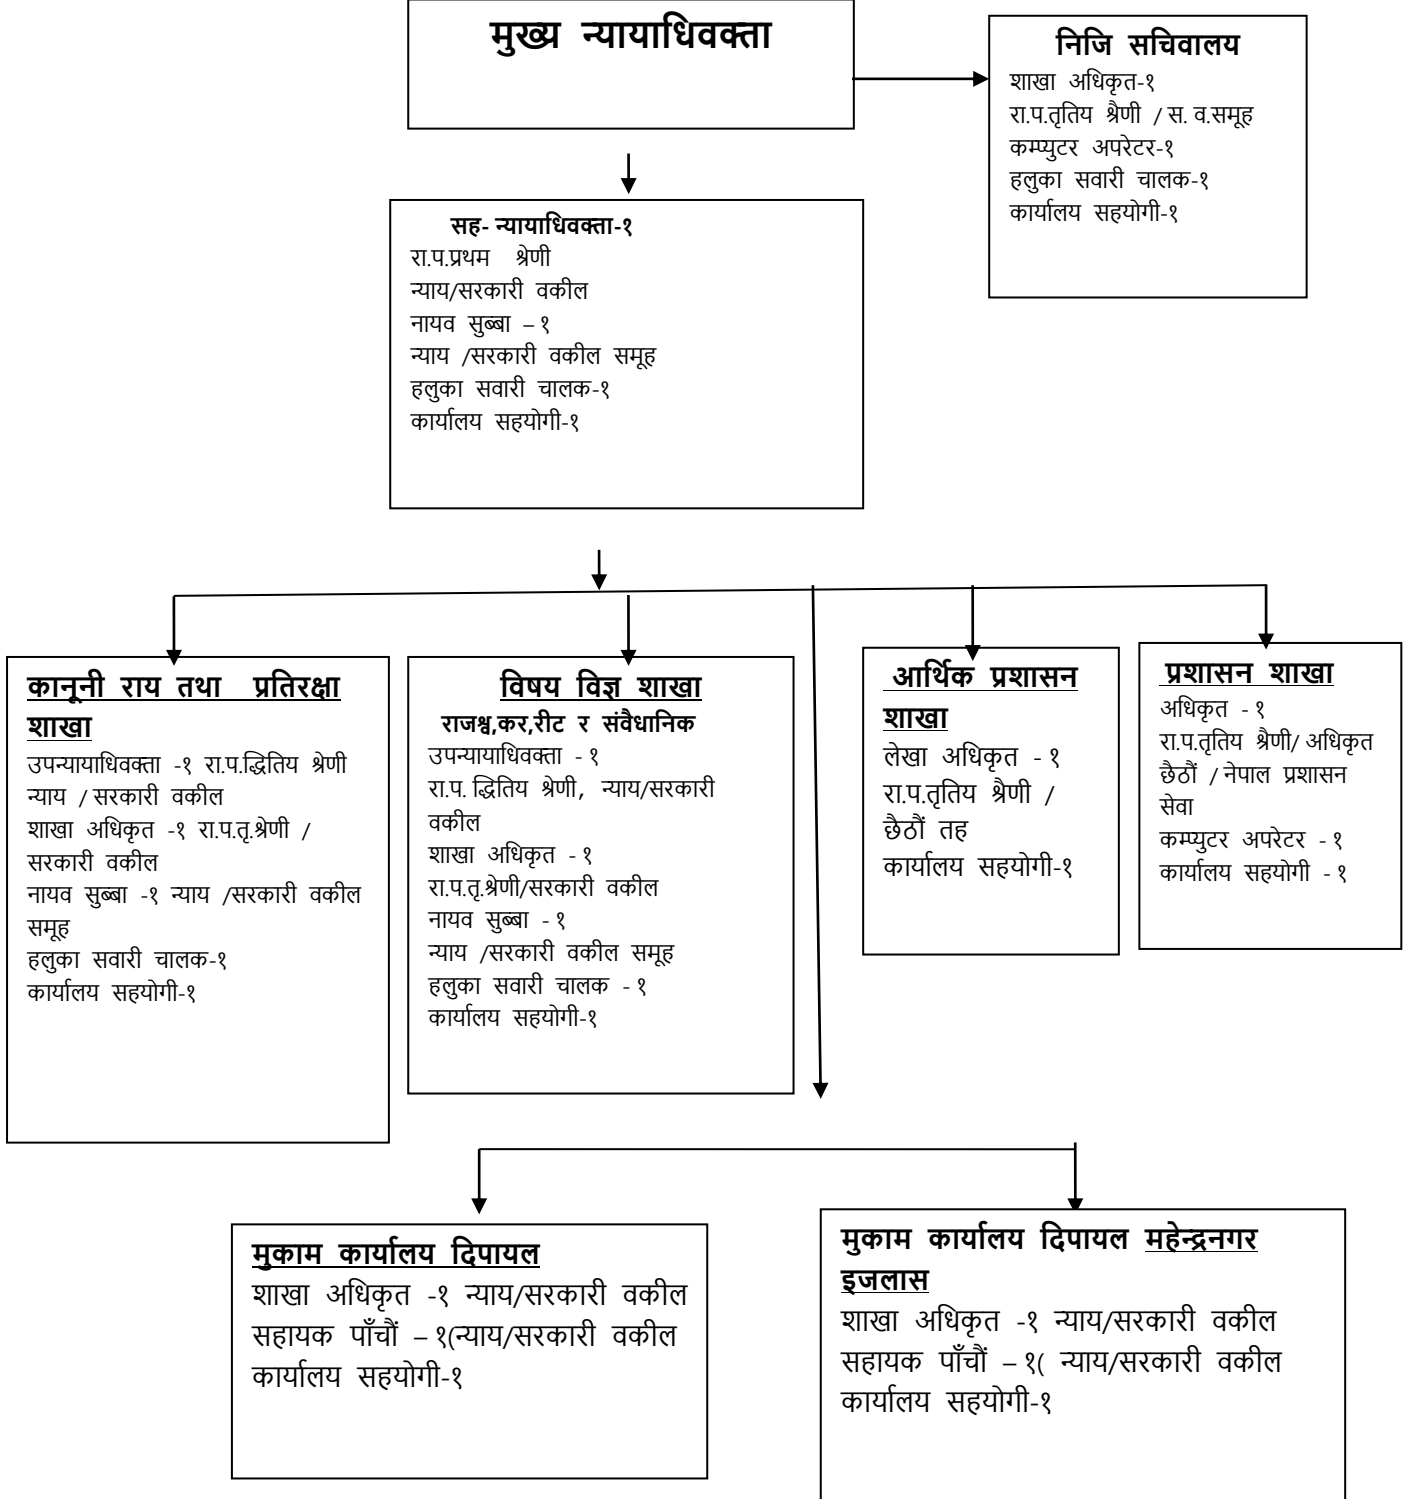 मुख्य न्यायाधिवक्ता
निजि सचिवालय
शाखा अधिकृत-१
रा.प.तृतिय श्रैणी / स. व.समूह
कम्प्युटर अपरेटर-१
हलुका सवारी चालक-१
कार्यालय सहयोगी-१
सह- न्यायाधिवक्ता-१
रा.प.प्रथम श्रेणी
न्याय/सरकारी वकील
नायव सुब्बा – १
न्याय /सरकारी वकील समूह
हलुका सवारी चालक-१
कार्यालय सहयोगी-१
कानूनी राय तथा प्रतिरक्षा
शाखा
उपन्यायाधिवक्ता -१ रा.प.द्धितिय श्रेणी
न्याय / सरकारी वकील
शाखा अधिकृत -१ रा.प.तृ.श्रेणी /
सरकारी वकील
नायव सुब्बा -१ न्याय /सरकारी वकील
समूह
हलुका सवारी चालक-१
कार्यालय सहयोगी-१
विषय विज्ञ शाखा
राजश्व,कर,रीट र संवैधानिक
उपन्यायाधिवक्ता - १
रा.प. द्धितिय श्रेणी, न्याय/सरकारी
वकील
शाखा अधिकृत - १
रा.प.तृ.श्रेणी/सरकारी वकील
नायव सुब्बा - १
न्याय /सरकारी वकील समूह
हलुका सवारी चालक - १
कार्यालय सहयोगी-१
आर्थिक प्रशासन
शाखा
लेखा अधिकृत - १
रा.प.तृतिय श्रैणी /
छैठौं तह
कार्यालय सहयोगी-१
प्रशासन शाखा
अधिकृत - १
रा.प.तृतिय श्रैणी/ अधिकृत
छैठौं / नेपाल प्रशासन
सेवा
कम्प्युटर अपरेटर - १
कार्यालय सहयोगी - १
मुकाम कार्यालय दिपायल
शाखा अधिकृत -१ न्याय/सरकारी वकील
सहायक पाँचौं – १(न्याय/सरकारी वकील
कार्यालय सहयोगी-१
मुकाम कार्यालय दिपायल महेन्द्रनगर
इजलास
शाखा अधिकृत -१ न्याय/सरकारी वकील
सहायक पाँचौं – १( न्याय/सरकारी वकील
कार्यालय सहयोगी-१